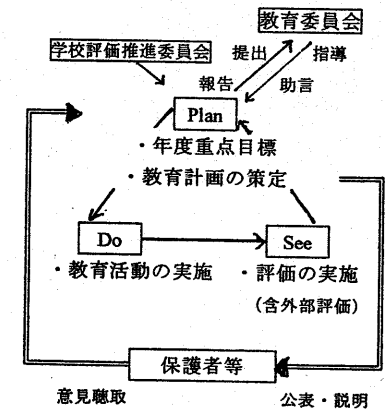 教育委員会
学校評価推進委員会
提出
指導
報告
助言
Plan
・年度重点目標
・教育計画の策定
Do
See
・教育活動の実施
・評価の実施
(含外部評価)
保護者等
意見聴取
公表・説明